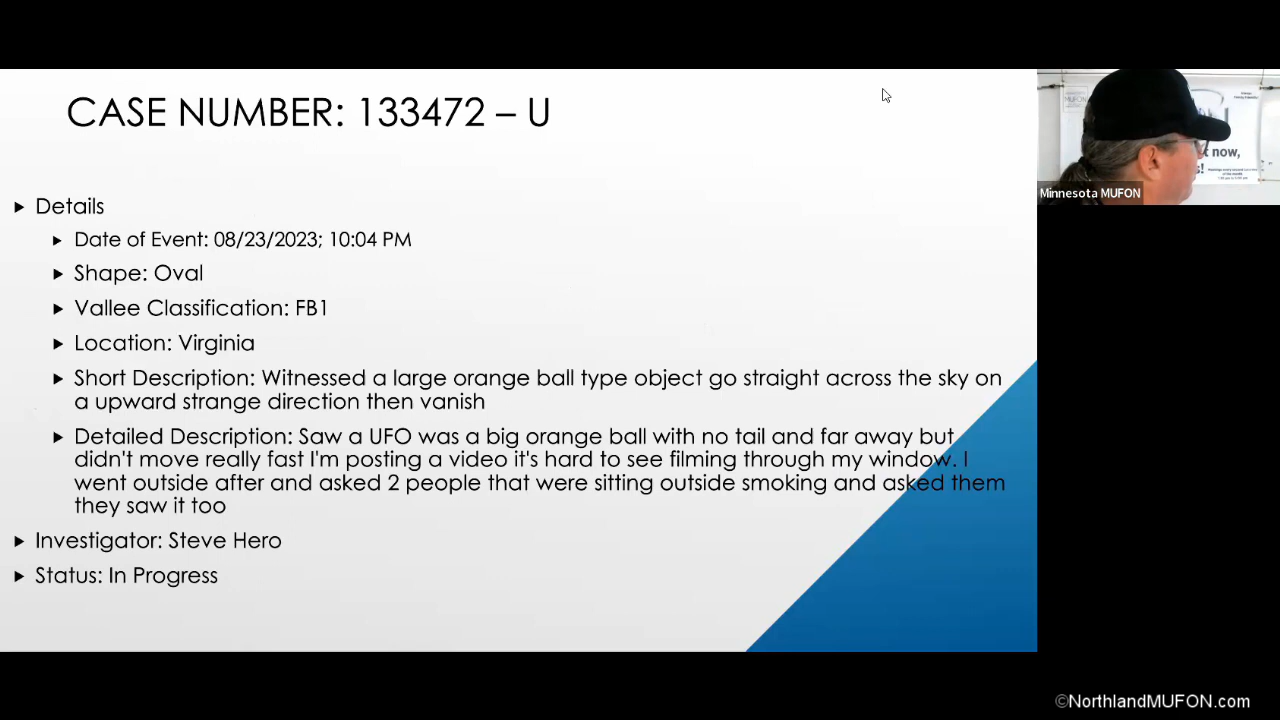 CASE NUMBER: 133472 – U
Details
Date of Event: 08/23/2023; 10:04 PM
Shape: Oval
Vallee Classification: FB1
Location: Virginia
Short Description: Witnessed a large orange ball type object go straight across the sky on
a upward strange direction then vanish
Detailed Description: Saw a UFO was a big orange ball with no tail and far away but
didn't move really fast I'm posting a video it's hard to see filming through my window. I
went outside after and asked 2 people that were sitting outside smoking and asked them
they saw it too
Investigator: Steve Hero
Status: In Progress
MUFON
t now,
s!
Minnesota MUFON
©NorthlandMUFON.com